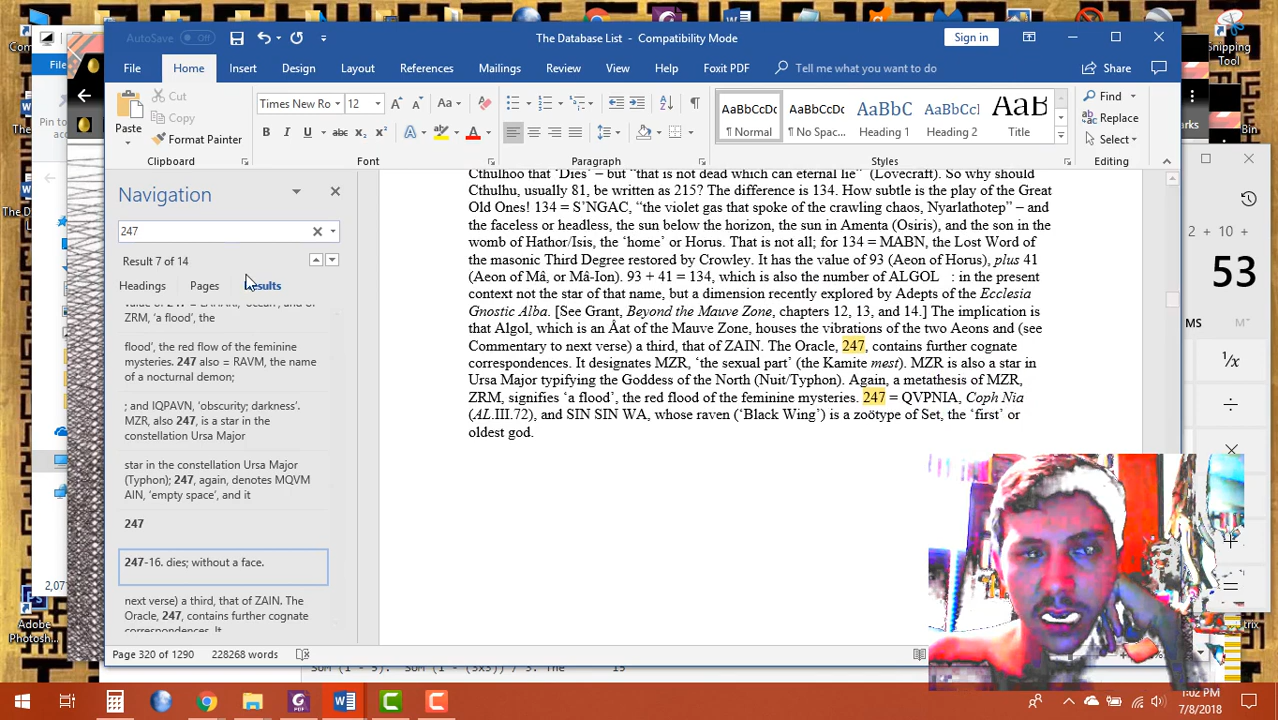 AutoSave Off
The Database List - Compatibility Mode
Sign in
File Home Insert Design Layout References Mailings Review View Help Foxit PDF Tell me what you want to do Share
Paste
Cut
Copy
Format Painter
Clipboard
Times New Ro 12
Font
Paragraph
AaBbCcDc
¶ Normal
AaBbCcDc
¶ No Spac...
AaBbC
Heading 1
AaBbCcD
Heading 2
AaB
Title
Styles
Find
Replace
Select
Editing
Snipping
Tool
Bin
Navigation
247
Result 7 of 14
Headings Pages Results
ZRM, ‘a flood’, the
flood’, the red flow of the feminine
mysteries. 247 also = RAVM, the name
of a nocturnal demon;
; and IQPAVN, ‘obscurity; darkness’.
MZR, also 247, is a star in the
constellation Ursa Major
star in the constellation Ursa Major
(Typhon); 247, again, denotes MQVM
AIN, ‘empty space’, and it
247
247-16. dies; without a face.
next verse) a third, that of ZAIN. The
Oracle, 247, contains further cognate
correspondences. It
Cthulhoo that ‘Dies’ – but “that is not dead which can eternal lie” (Lovecraft). So why should
Cthulhu, usually 81, be written as 215? The difference is 134. How subtle is the play of the Great
Old Ones! 134 = S’NGAC, “the violet gas that spoke of the crawling chaos, Nyarlathotep” – and
the faceless or headless, the sun below the horizon, the sun in Amenta (Osiris), and the son in the
womb of Hathor/Isis, the ‘home’ or Horus. That is not all; for 134 = MABN, the Lost Word of
the masonic Third Degree restored by Crowley. It has the value of 93 (Aeon of Horus), plus 41
(Aeon of Mâ, or Mâ-Ion). 93 + 41 = 134, which is also the number of ALGOL : in the present
context not the star of that name, but a dimension recently explored by Adepts of the Ecclesia
Gnostic Alba. [See Grant, Beyond the Mauve Zone, chapters 12, 13, and 14.] The implication is
that Algol, which is an Âat of the Mauve Zone, houses the vibrations of the two Aeons and (see
Commentary to next verse) a third, that of ZAIN. The Oracle, 247, contains further cognate
correspondences. It designates MZR, ‘the sexual part’ (the Kamite mest). MZR is also a star in
Ursa Major typifying the Goddess of the North (Nuit/Typhon). Again, a metathesis of MZR,
ZRM, signifies ‘a flood’, the red flood of the feminine mysteries. 247 = QVPNIA, Coph Nia
(AL.III.72), and SIN SIN WA, whose raven (‘Black Wing’) is a zoötype of Set, the ‘first’ or
oldest god.
2 + 10 +
53
MS
¹/x
Page 320 of 1290 228268 words
Adobe
Photosh...
1:02 PM
7/8/2018